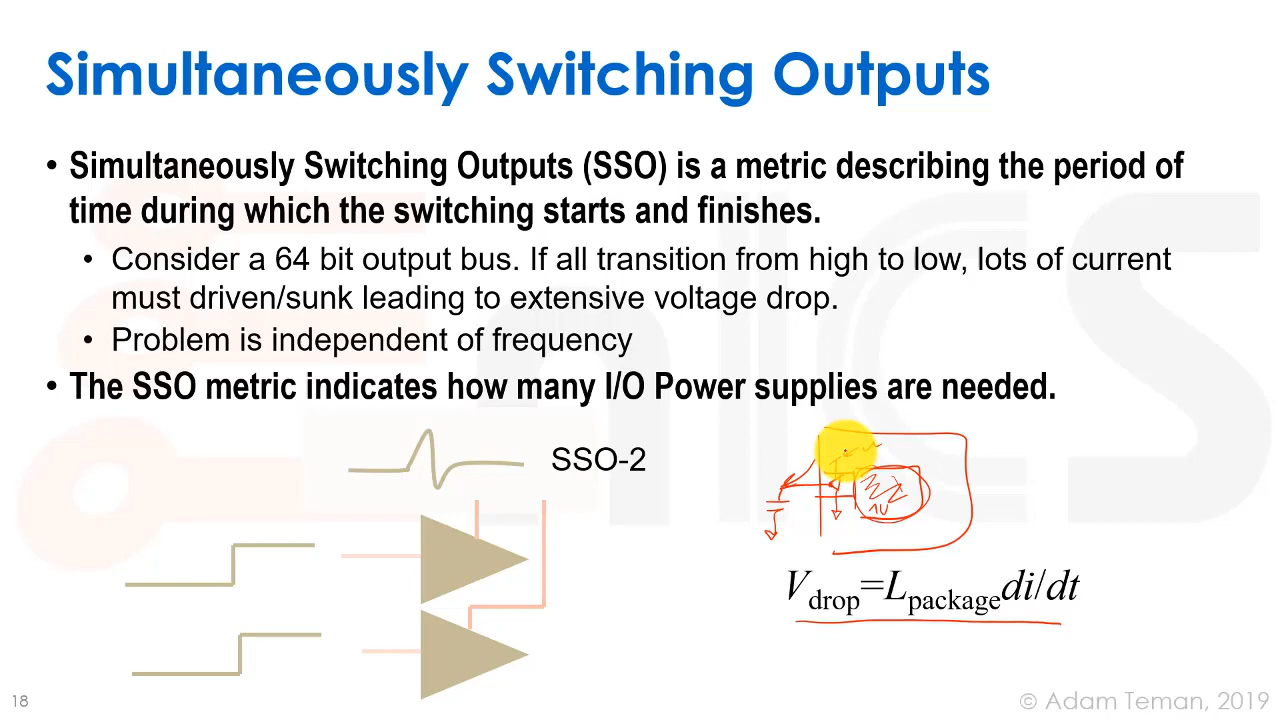 Simultaneously Switching Outputs
• Simultaneously Switching Outputs (SSO) is a metric describing the period of
time during which the switching starts and finishes.
• Consider a 64 bit output bus. If all transition from high to low, lots of current
must driven/sunk leading to extensive voltage drop.
• Problem is independent of frequency
• The SSO metric indicates how many I/O Power supplies are needed.
SSO-2
V_drop=L_package di/dt
18
© Adam Teman, 2019